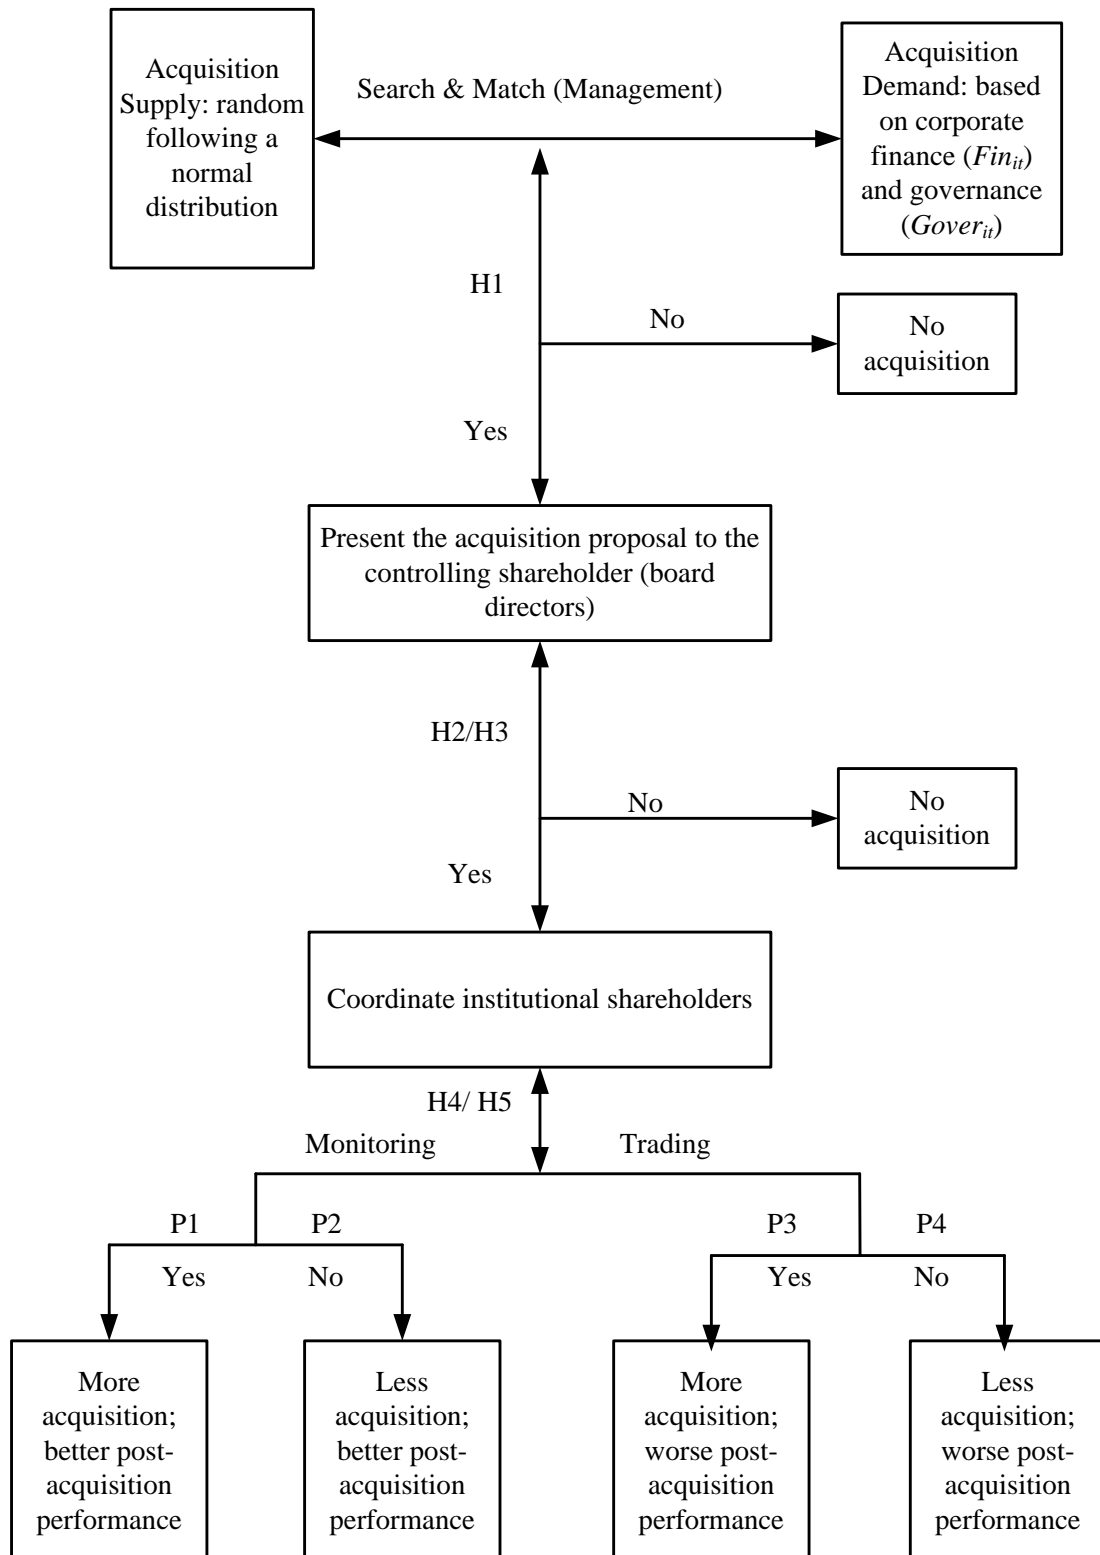 Acquisition
Supply: random
following a
normal
distribution
Search & Match (Management)
Acquisition
Demand: based
on corporate
finance (Fin_it)
and governance
(Gover_it)
H1
No
No
acquisition
Yes
Present the acquisition proposal to the
controlling shareholder (board
directors)
H2/H3
No
No
acquisition
Yes
Coordinate institutional shareholders
H4/ H5
Monitoring
Trading
P1
P2
P3
P4
Yes
No
Yes
No
More
acquisition;
better post-
acquisition
performance
Less
acquisition;
better post-
acquisition
performance
More
acquisition;
worse post-
acquisition
performance
Less
acquisition;
worse post-
acquisition
performance